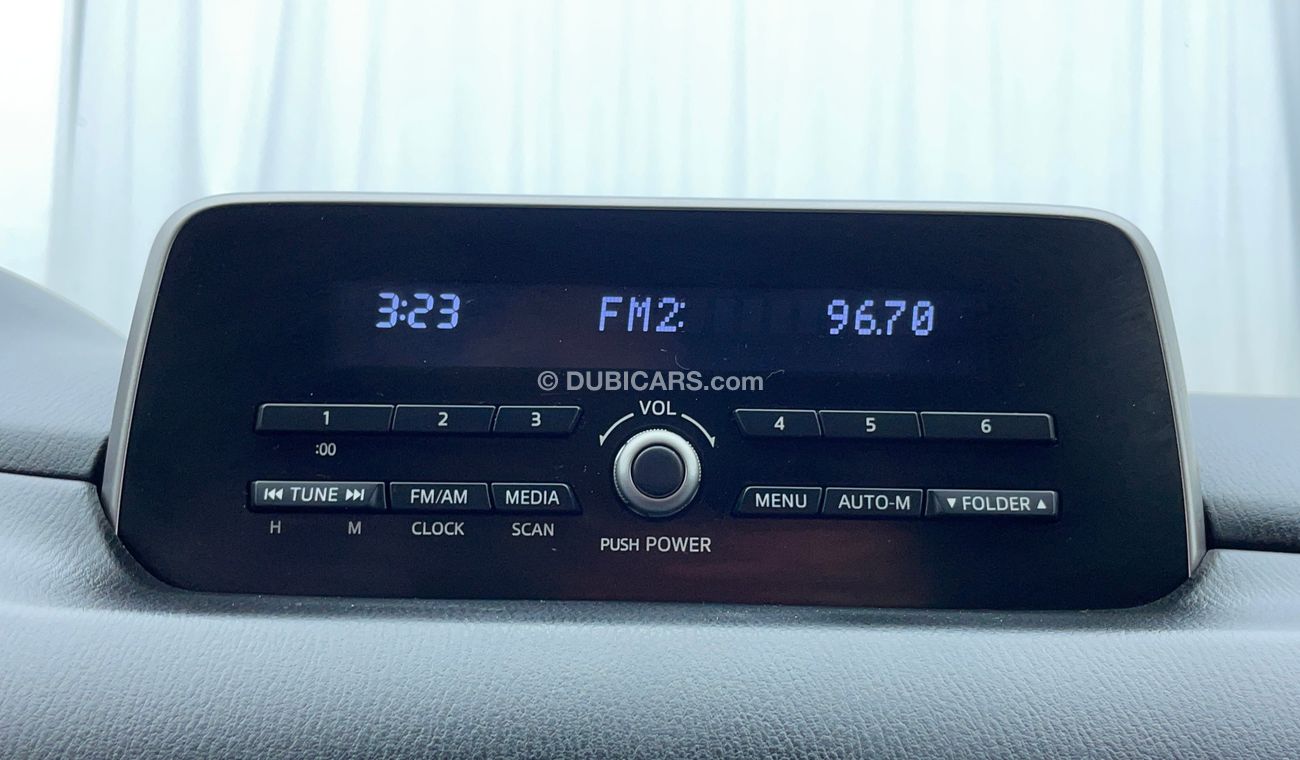 3:23 FM2: 96.70
© DUBICARS.com
VOL
1 2 3 4 5 6
:00
⏮ TUNE ⏭ FM/AM MEDIA MENU AUTO-M ▼ FOLDER ▲
H M CLOCK SCAN
PUSH POWER